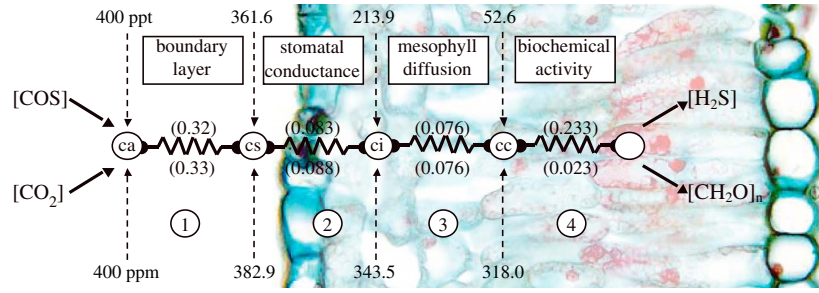 400 ppt 361.6 213.9 52.6
boundary layer
stomatal conductance
mesophyll diffusion
biochemical activity
[COS] [H₂S]
(0.32) (0.083) (0.076) (0.233)
ca cs ci cc
(0.33) (0.088) (0.076) (0.023)
[CO₂] [CH₂O]ₙ
1 2 3 4
400 ppm 382.9 343.5 318.0